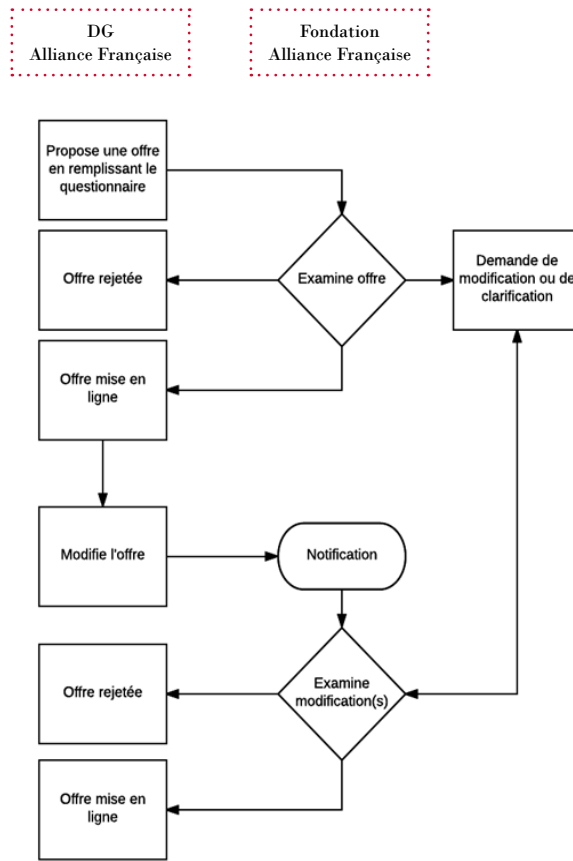 DG
Alliance Française
Fondation
Alliance Française
Propose une offre
en remplissant le
questionnaire
Offre rejetée
Examine offre
Demande de
modification ou de
clarification
Offre mise en
ligne
Modifie l'offre
Notification
Offre rejetée
Examine
modification(s)
Offre mise en
ligne